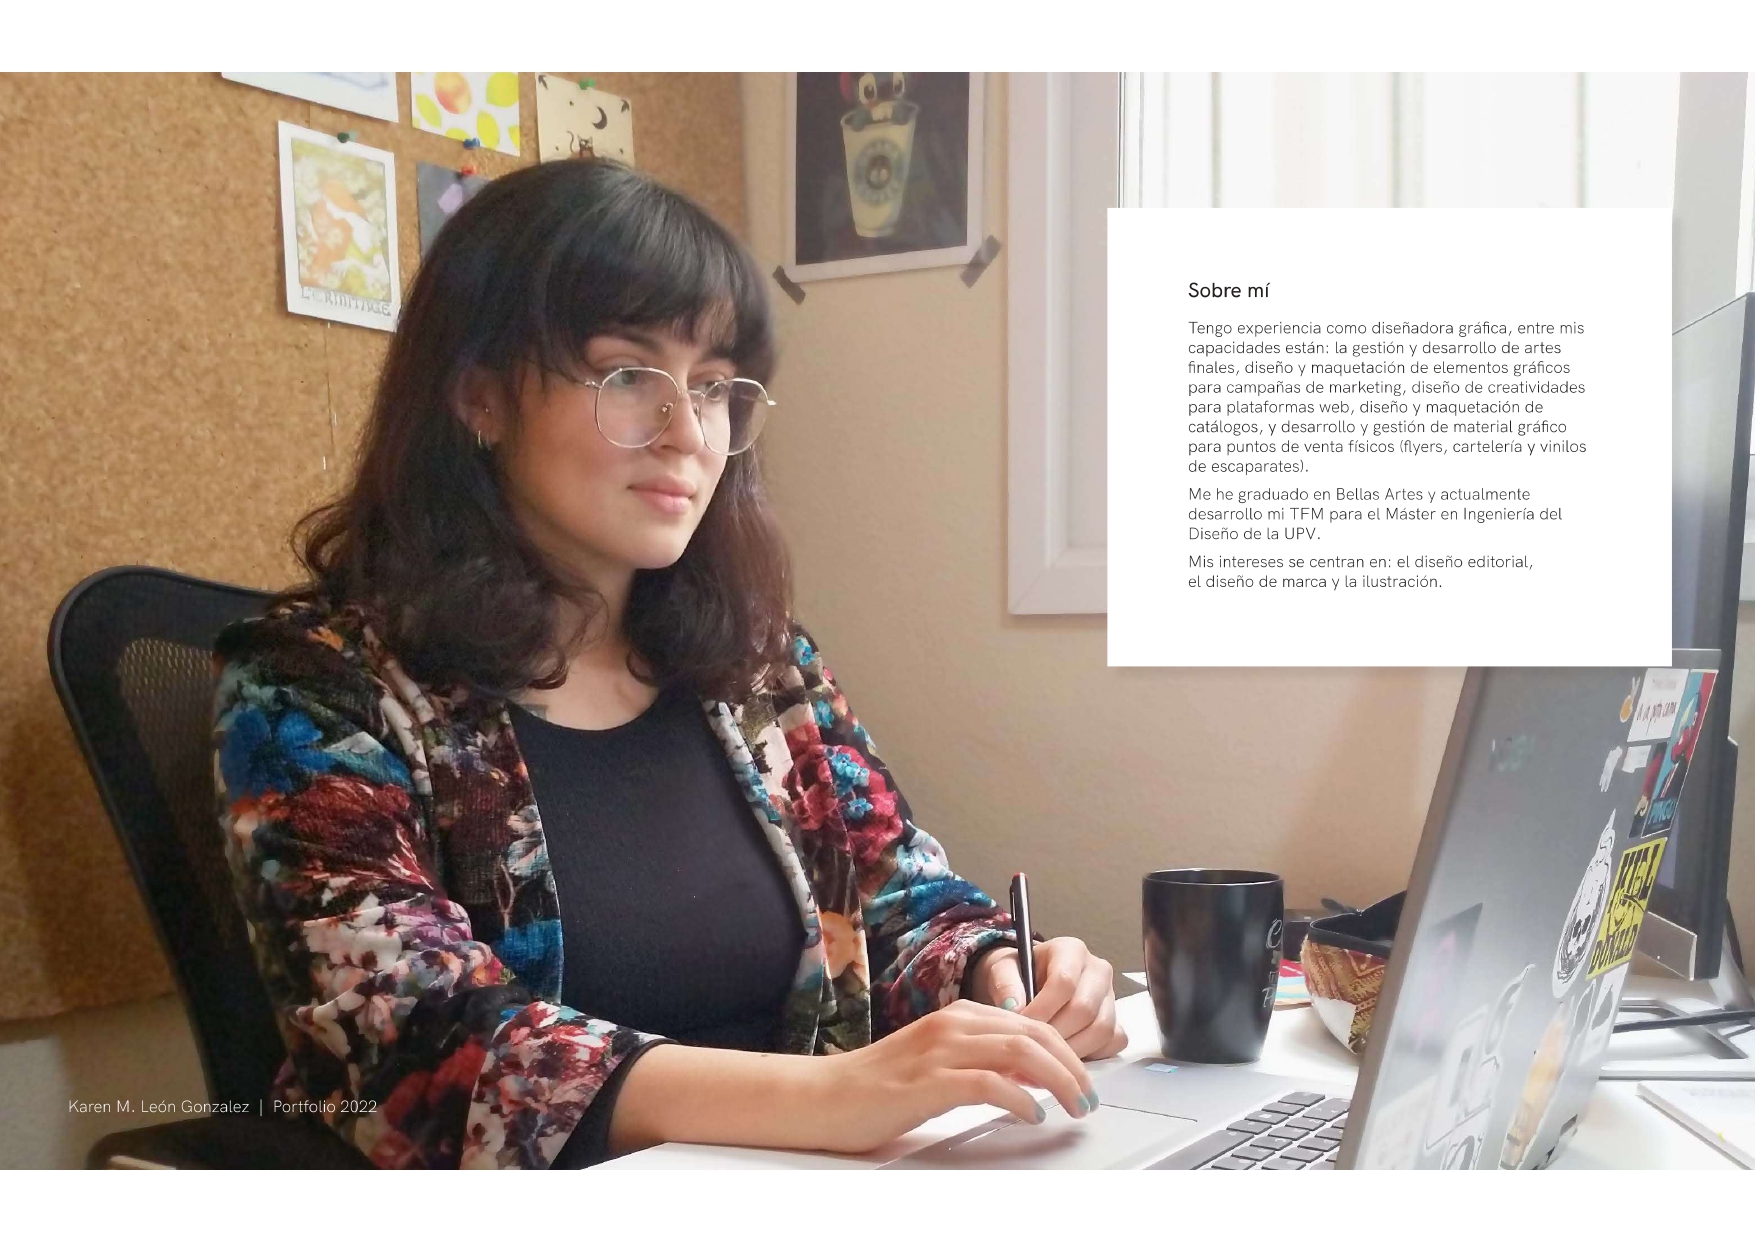 L'ERMITAGE
Sobre mí
Tengo experiencia como diseñadora gráfica, entre mis
capacidades están: la gestión y desarrollo de artes
finales, diseño y maquetación de elementos gráficos
para campañas de marketing, diseño de creatividades
para plataformas web, diseño y maquetación de
catálogos, y desarrollo y gestión de material gráfico
para puntos de venta físicos (flyers, cartelería y vinilos
de escaparates).
Me he graduado en Bellas Artes y actualmente
desarrollo mi TFM para el Máster en Ingeniería del
Diseño de la UPV.
Mis intereses se centran en: el diseño editorial,
el diseño de marca y la ilustración.
Karen M. León Gonzalez | Portfolio 2022